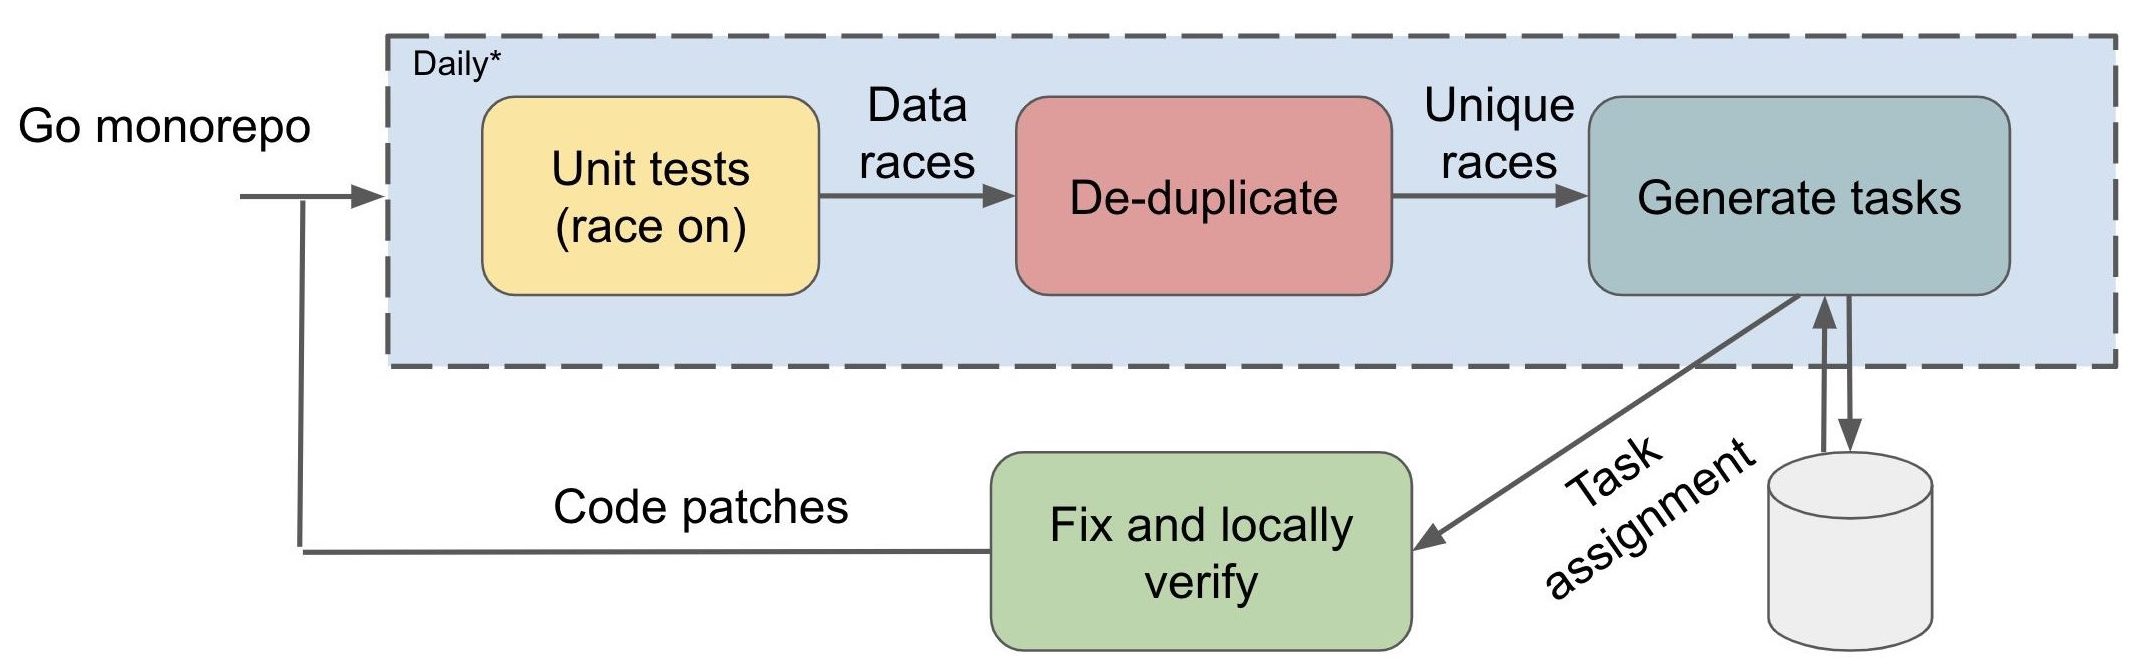 Daily*
Go monorepo
Unit tests
(race on)
Data
races
De-duplicate
Unique
races
Generate tasks
Task
assignment
Fix and locally
verify
Code patches